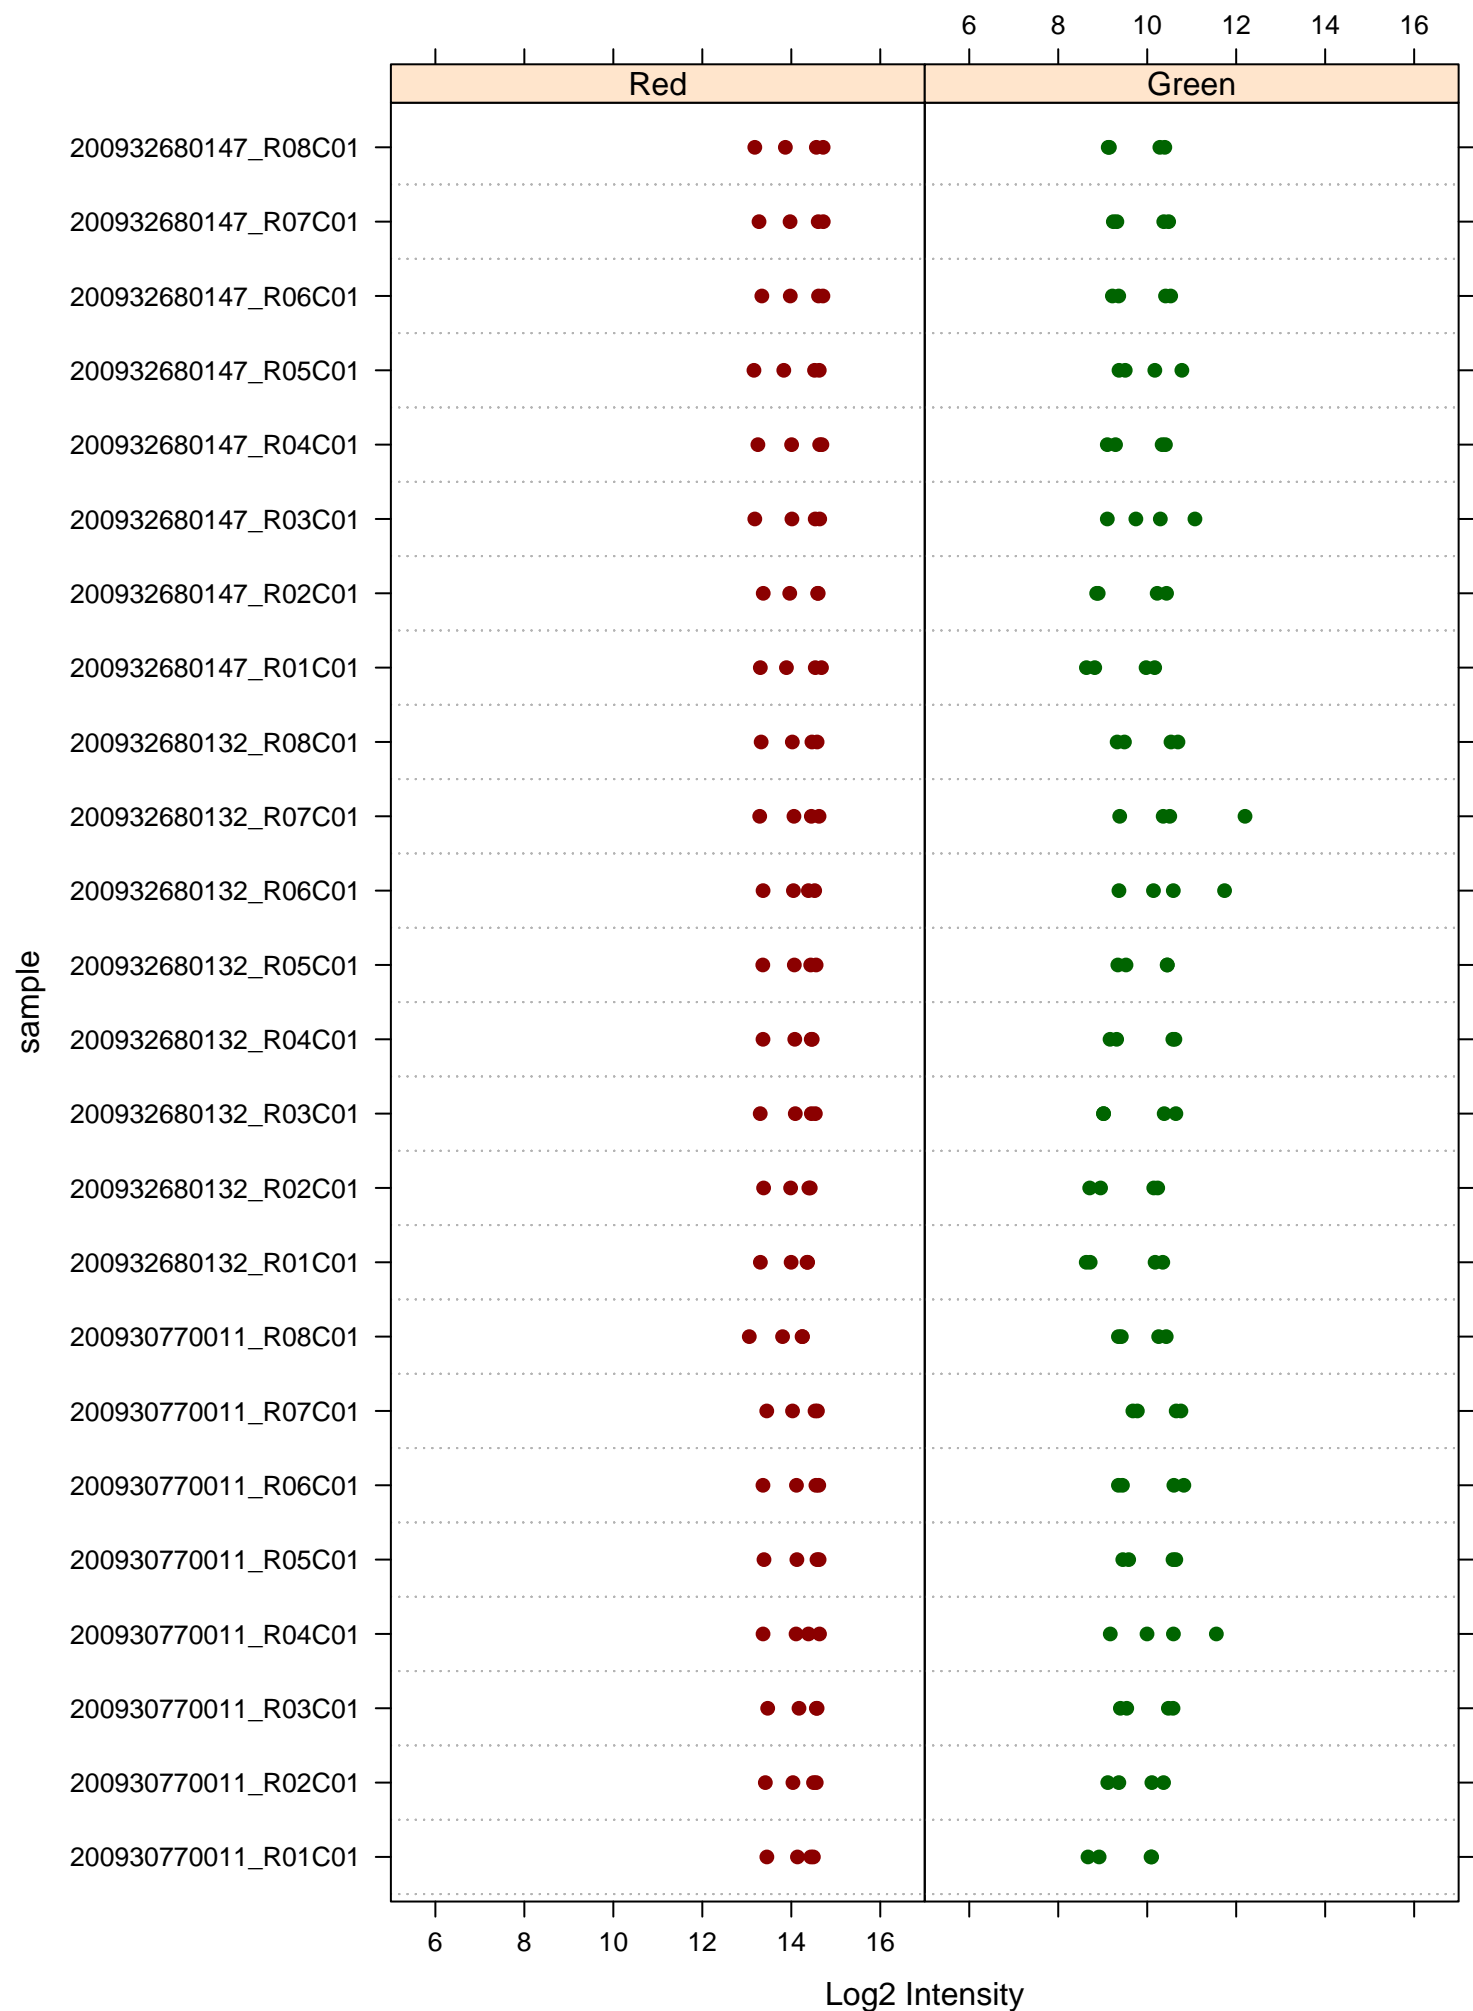 6 8 10 12 14 16
Red Green
200932680147_R08C01
200932680147_R07C01
200932680147_R06C01
200932680147_R05C01
200932680147_R04C01
200932680147_R03C01
200932680147_R02C01
200932680147_R01C01
200932680132_R08C01
200932680132_R07C01
200932680132_R06C01
200932680132_R05C01
200932680132_R04C01
200932680132_R03C01
200932680132_R02C01
200932680132_R01C01
200930770011_R08C01
200930770011_R07C01
200930770011_R06C01
200930770011_R05C01
200930770011_R04C01
200930770011_R03C01
200930770011_R02C01
200930770011_R01C01
sample
6 8 10 12 14 16
Log2 Intensity